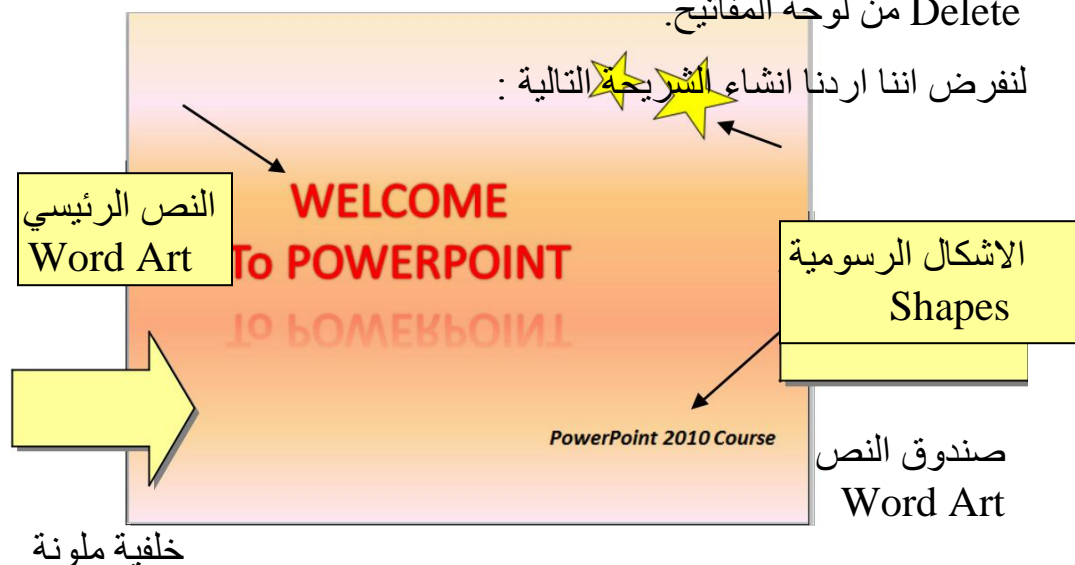 Delete من لوحة المفاتيح.
لنفرض اننا اردنا انشاء الشريحة التالية :
النص الرئيسي
Word Art
WELCOME
To POWERPOINT
الاشكال الرسومية
Shapes
PowerPoint 2010 Course
صندوق النص
Word Art
خلفية ملونة